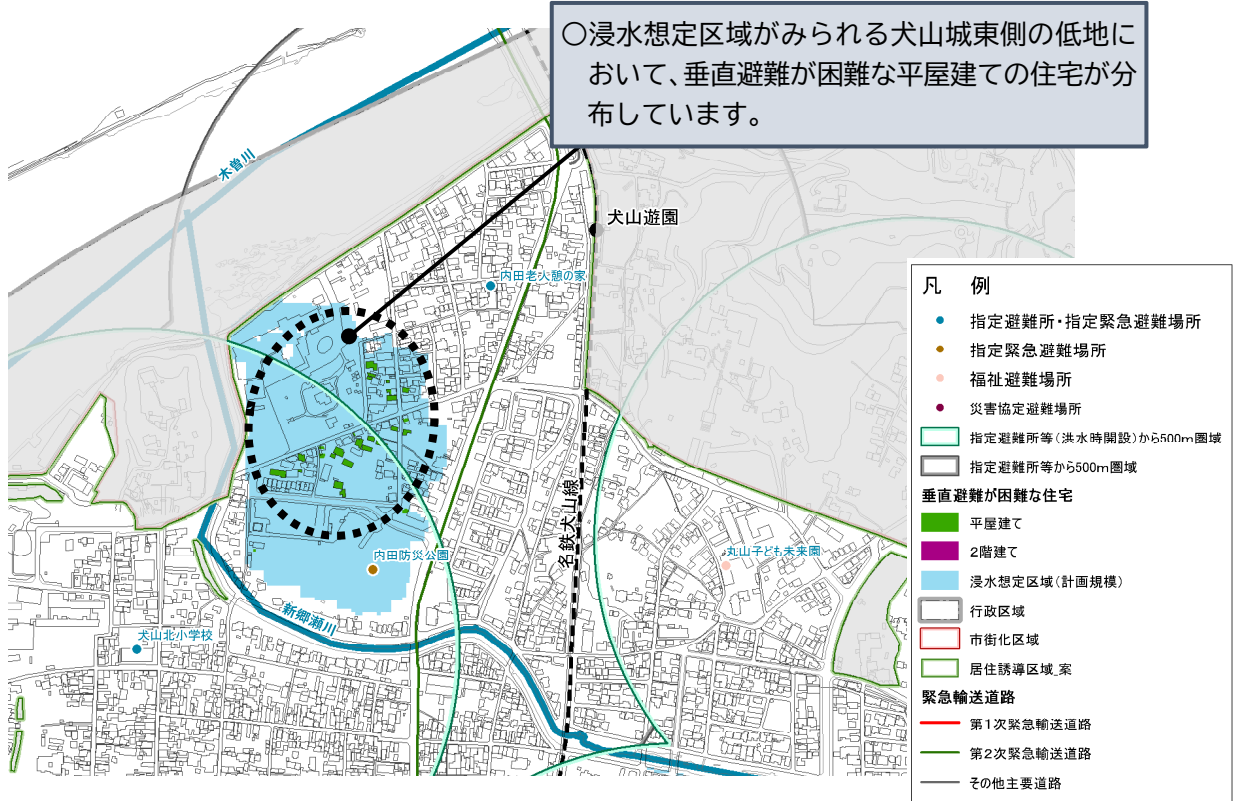 〇浸水想定区域がみられる犬山城東側の低地に
おいて、垂直避難が困難な平屋建ての住宅が分
布しています。
木曽川
犬山遊園
内田老人憩の家
名鉄犬山線
内田防災公園
丸山子ども未来園
新郷瀬川
犬山北小学校
凡 例
指定避難所・指定緊急避難場所
指定緊急避難場所
福祉避難場所
災害協定避難場所
指定避難所等(洪水時開設)から500m圏域
指定避難所等から500m圏域
垂直避難が困難な住宅
平屋建て
2階建て
浸水想定区域(計画規模)
行政区域
市街化区域
居住誘導区域_案
緊急輸送道路
第1次緊急輸送道路
第2次緊急輸送道路
その他主要道路